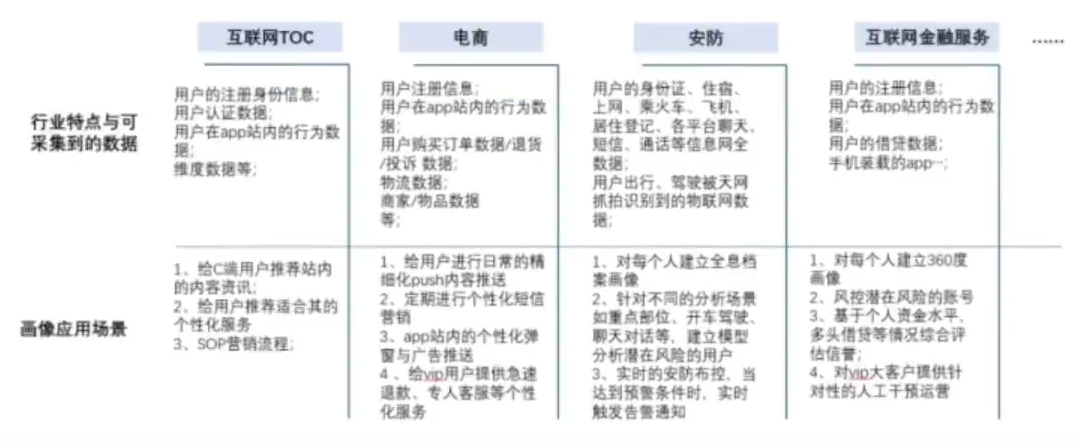 互联网TOC
电商
安防
互联网金融服务
……
行业特点与可
采集到的数据
用户的注册身份信息;
用户认证数据;
用户在app站内的行为数
据;
维度数据等;
用户注册信息;
用户在app站内的行为数
据;
用户购买订单数据/退货
/投诉 数据;
物流数据;
商家/物品数据
等;
用户的身份证、住宿、
上网、乘火车、飞机、
居住登记、各平台聊天、
短信、通话等信息网全
数据;
用户出行、驾驶被天网
抓拍识别到的物联网数
据;
用户的注册信息;
用户在app站内的行为数
据;
用户的借贷数据;
手机装载的app…;
画像应用场景
1、给C端用户推荐站内
的内容资讯;
2、给用户推荐适合其的
个性化服务
3、SOP营销流程;
1、给用户进行日常的精
细化push内容推送
2、定期进行个性化短信
营销
3、app站内的个性化弹
窗与广告推送
4 、给vip用户提供急速
退款、专人客服等个性
化服务
1、对每个人建立全息档
案画像
2、针对不同的分析场景
如重点部位、开车驾驶、
聊天对话等，建立模型
分析潜在风险的用户
3、实时的安防布控，当
达到预警条件时，实时
触发告警通知
1、对每个人建立360度
画像
2、风控潜在风险的账号
3、基于个人资金水平，
多头借贷等情况综合评
估信誉;
4、对vip大客户提供针
对性的人工干预运营